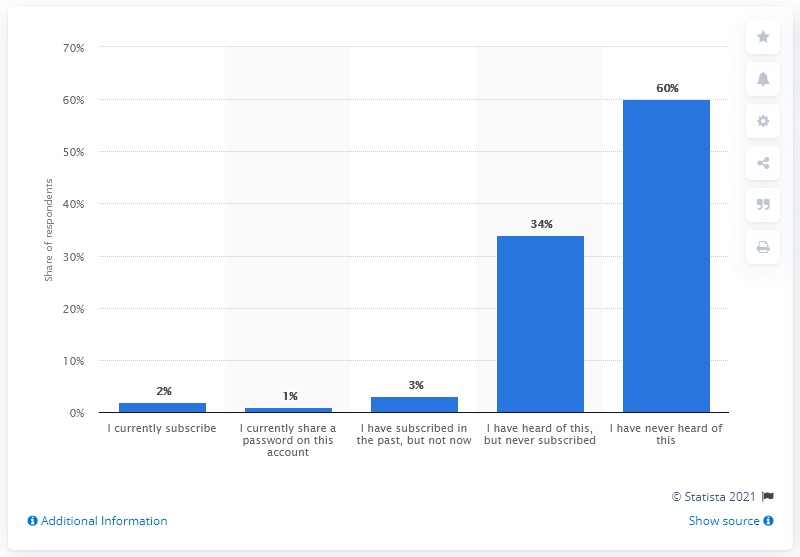 70%
60%
50%
40%
30%
20%
10%
0%
Share of respondents
2%
1%
3%
34%
60%
I currently subscribe
I currently share a
password on this
account
I have subscribed in
the past, but not now
I have heard of this,
but never subscribed
I have never heard of
this
© Statista 2021
Additional Information
Show source